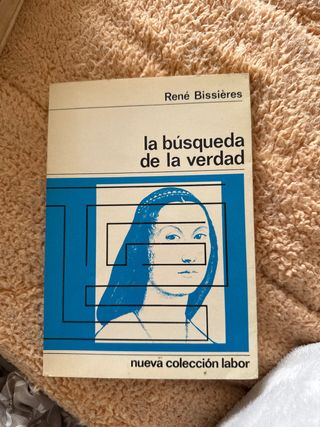 René Bissières
la búsqueda
de la verdad
nueva colección labor